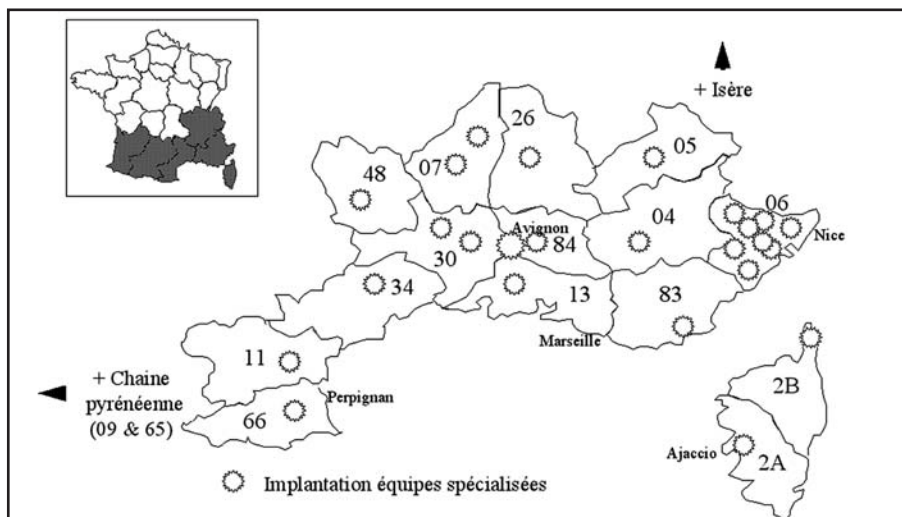 + Isère
26
05
07
48
06
04
Avignon
Nice
84
30
34
13
83
Marseille
11
+ Chaine
pyrénéenne
(09 & 65)
Perpignan
66
2B
Ajaccio
2A
Implantation équipes spécialisées